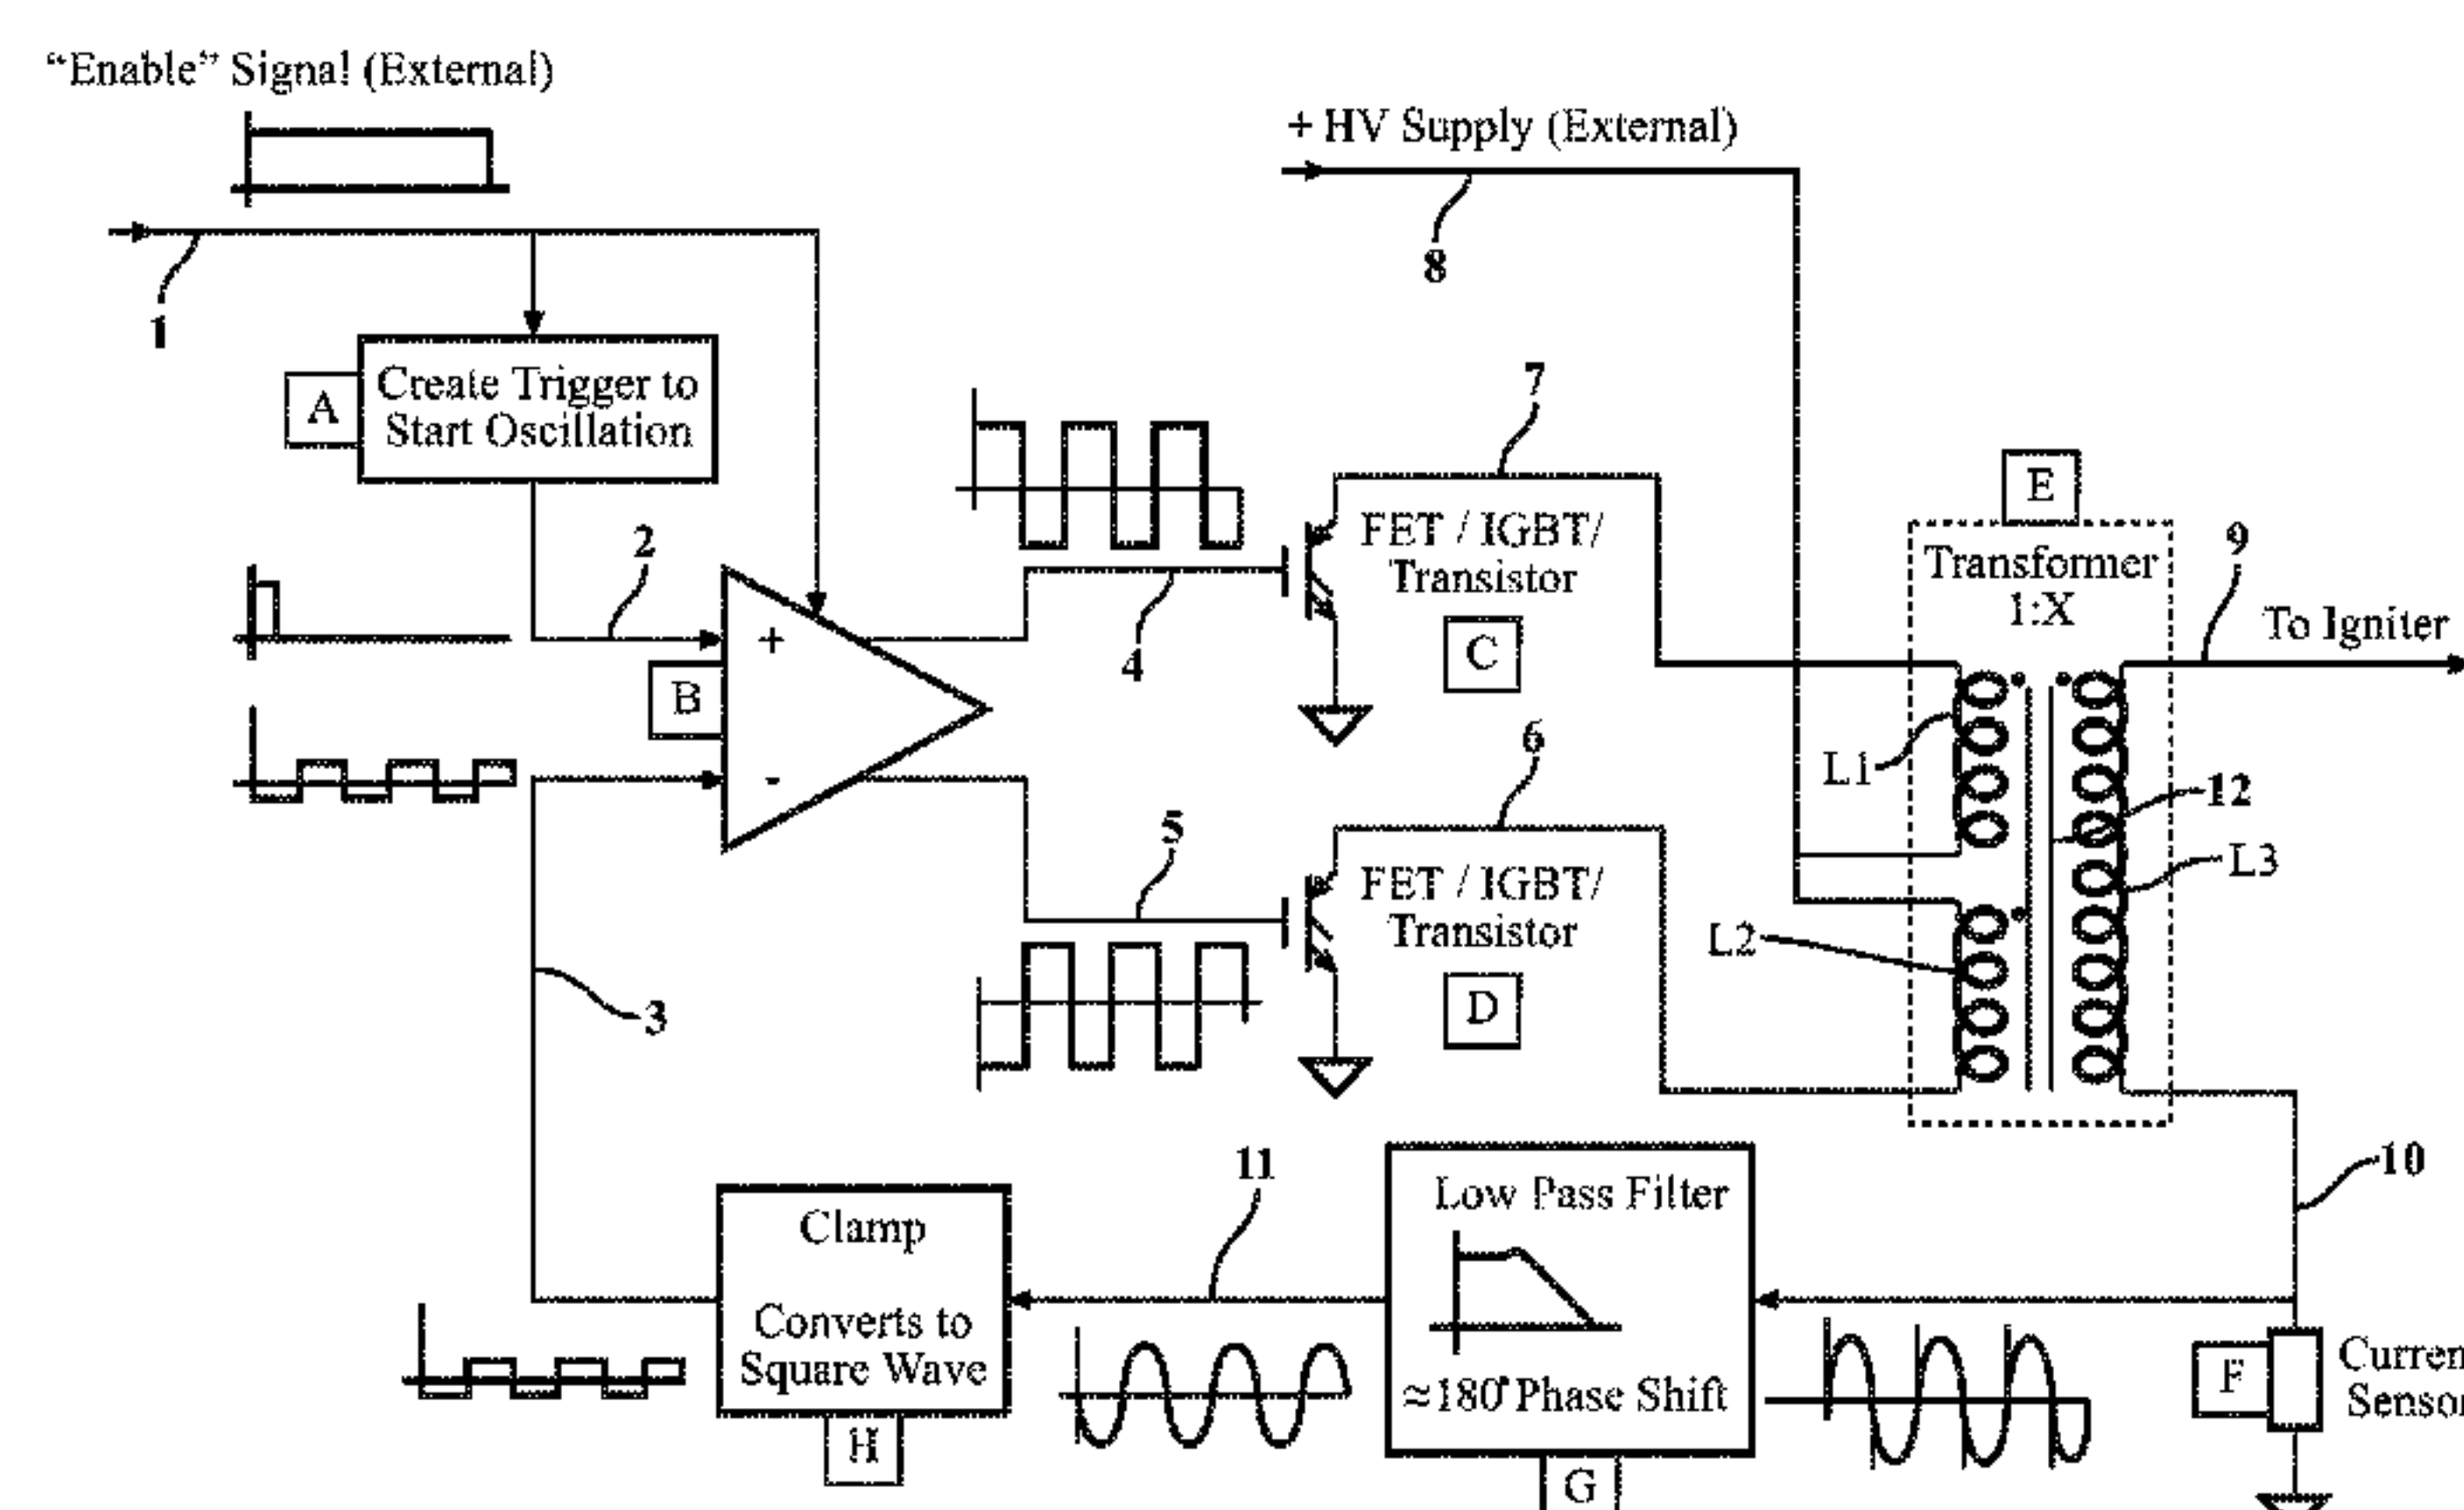 “Enable” Signal (External)
+ HV Supply (External)
8
1
A
Create Trigger to
Start Oscillation
7
E
FET / IGBT/
Transistor
C
Transformer
1:X
9
To Igniter
2
+
4
B
-
L1
6
12
5
FET / IGBT/
Transistor
D
L3
L2
3
10
11
Clamp
Converts to
Square Wave
H
Low Pass Filter
≈180° Phase Shift
G
F